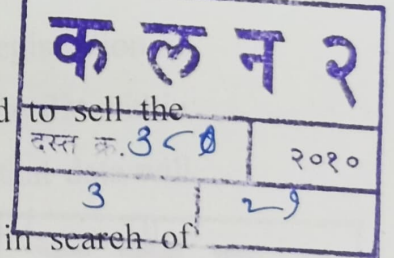 क ल न २
d to sell the
दस्त क्र. २०१०
3
in search of